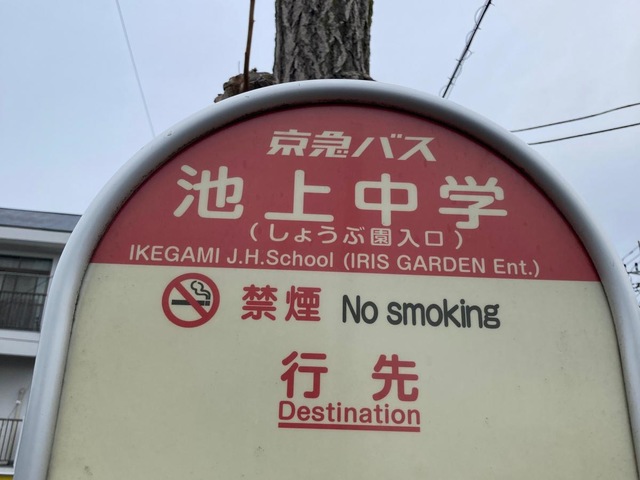 京急バス
池上中学
(しょうぶ園入口)
IKEGAMI J.H.School (IRIS GARDEN Ent.)
禁煙 No smoking
行先
Destination